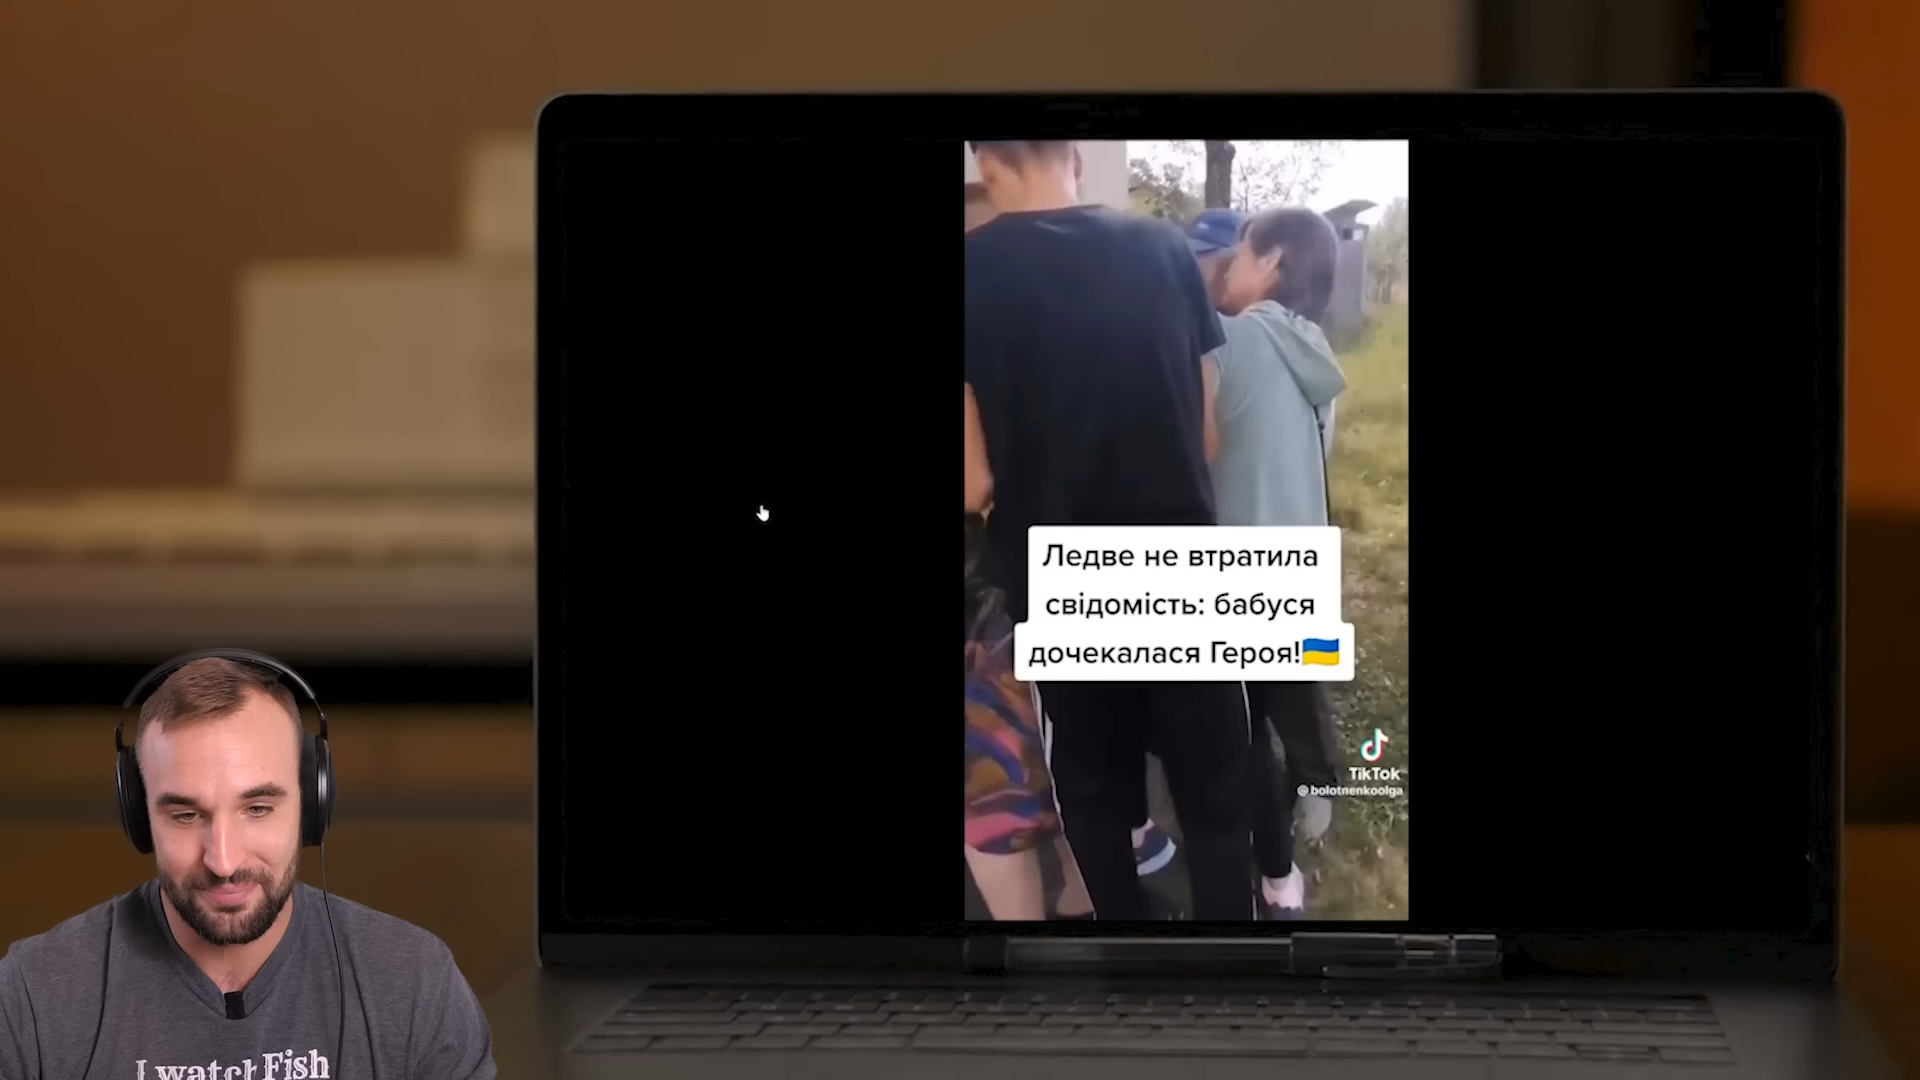 Ледве не втратила
свідомість: бабуся
дочекалася Героя!🇺🇦
TikTok
@bolotnenkoolga
I watch Fish